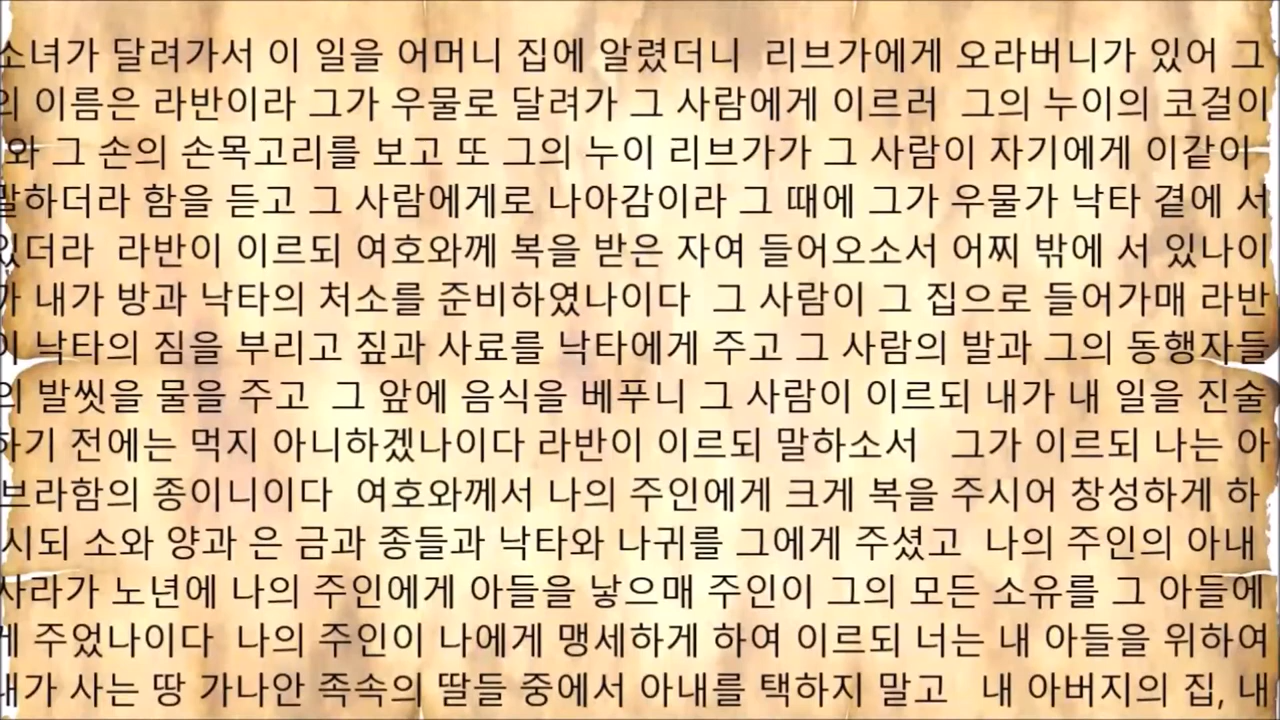 소녀가 달려가서 이 일을 어머니 집에 알렸더니 리브가에게 오라버니가 있어 그
의 이름은 라반이라 그가 우물로 달려가 그 사람에게 이르러 그의 누이의 코걸이
와 그 손의 손목고리를 보고 또 그의 누이 리브가가 그 사람이 자기에게 이같이
말하더라 함을 듣고 그 사람에게로 나아감이라 그 때에 그가 우물가 낙타 곁에 서
있더라 라반이 이르되 여호와께 복을 받은 자여 들어오소서 어찌 밖에 서 있나이
가 내가 방과 낙타의 처소를 준비하였나이다 그 사람이 그 집으로 들어가매 라반
이 낙타의 짐을 부리고 짚과 사료를 낙타에게 주고 그 사람의 발과 그의 동행자들
의 발씻을 물을 주고 그 앞에 음식을 베푸니 그 사람이 이르되 내가 내 일을 진술
하기 전에는 먹지 아니하겠나이다 라반이 이르되 말하소서 그가 이르되 나는 아
브라함의 종이니이다 여호와께서 나의 주인에게 크게 복을 주시어 창성하게 하
시되 소와 양과 은 금과 종들과 낙타와 나귀를 그에게 주셨고 나의 주인의 아내
사라가 노년에 나의 주인에게 아들을 낳으매 주인이 그의 모든 소유를 그 아들에
게 주었나이다 나의 주인이 나에게 맹세하게 하여 이르되 너는 내 아들을 위하여
내가 사는 땅 가나안 족속의 딸들 중에서 아내를 택하지 말고 내 아버지의 집, 내